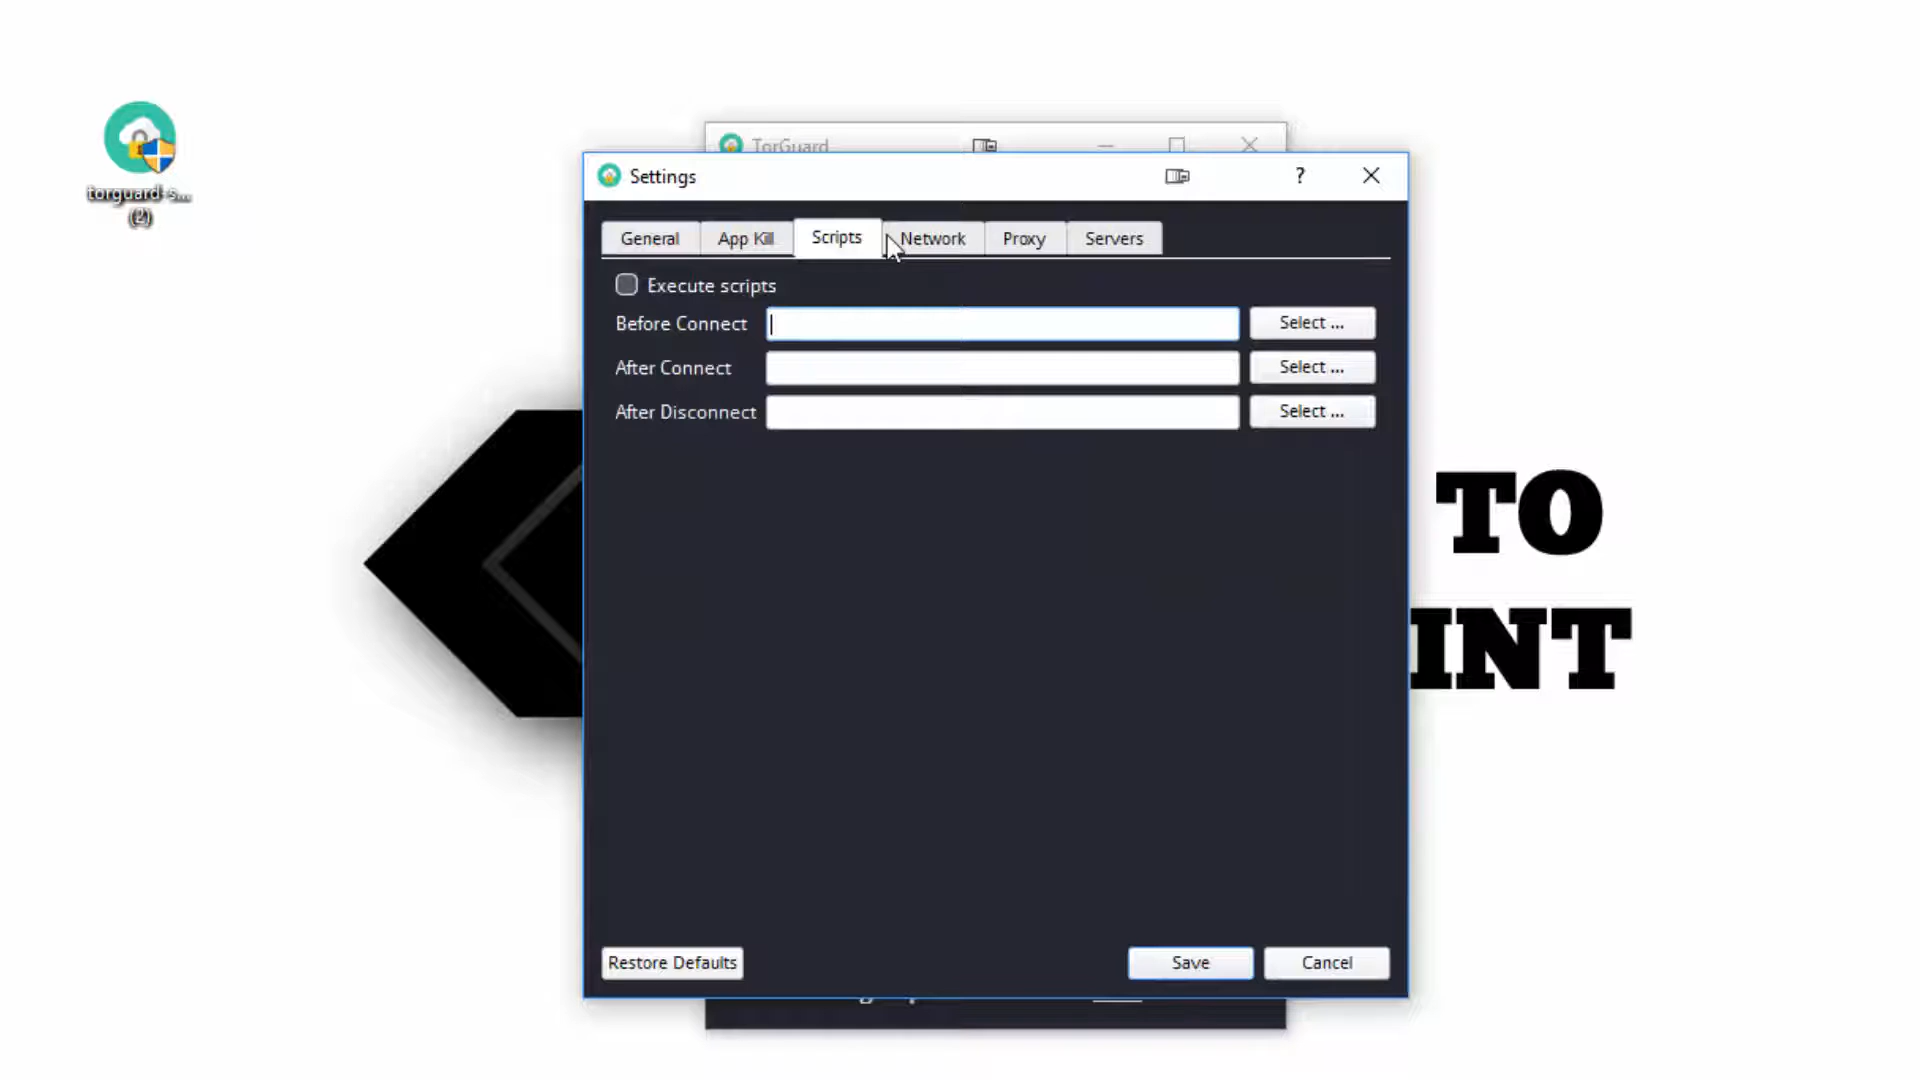 torguard-s...
(2)
TorGuard
Settings
General
App Kill
Scripts
Network
Proxy
Servers
Execute scripts
Before Connect
Select ...
After Connect
Select ...
After Disconnect
Select ...
TO
INT
Restore Defaults
Save
Cancel